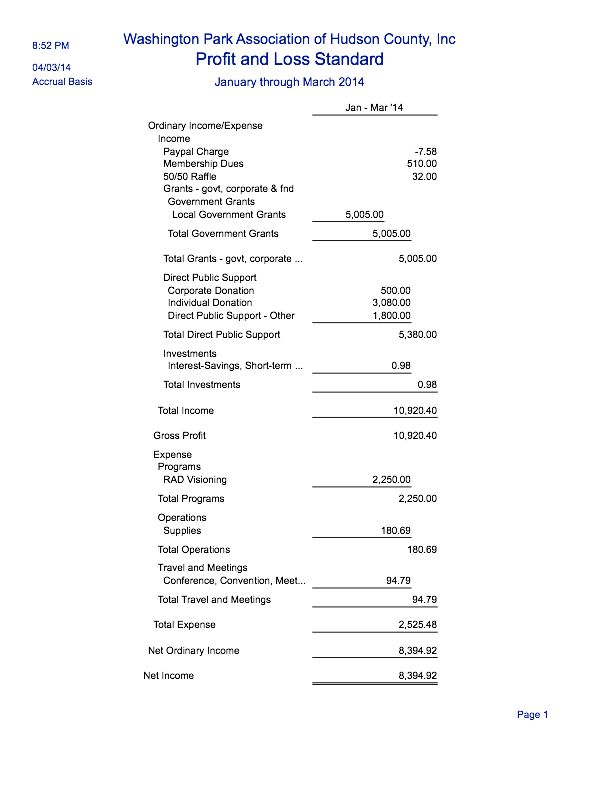 8:52 PM
04/03/14
Accrual Basis
Washington Park Association of Hudson County, Inc
Profit and Loss Standard
January through March 2014
Jan - Mar '14
Ordinary Income/Expense
Income
Paypal Charge -7.58
Membership Dues 510.00
50/50 Raffle 32.00
Grants - govt, corporate & fnd
Government Grants
Local Government Grants 5,005.00
Total Government Grants 5,005.00
Total Grants - govt, corporate ... 5,005.00
Direct Public Support
Corporate Donation 500.00
Individual Donation 3,080.00
Direct Public Support - Other 1,800.00
Total Direct Public Support 5,380.00
Investments
Interest-Savings, Short-term ... 0.98
Total Investments 0.98
Total Income 10,920.40
Gross Profit 10,920.40
Expense
Programs
RAD Visioning 2,250.00
Total Programs 2,250.00
Operations
Supplies 180.69
Total Operations 180.69
Travel and Meetings
Conference, Convention, Meet... 94.79
Total Travel and Meetings 94.79
Total Expense 2,525.48
Net Ordinary Income 8,394.92
Net Income 8,394.92
Page 1